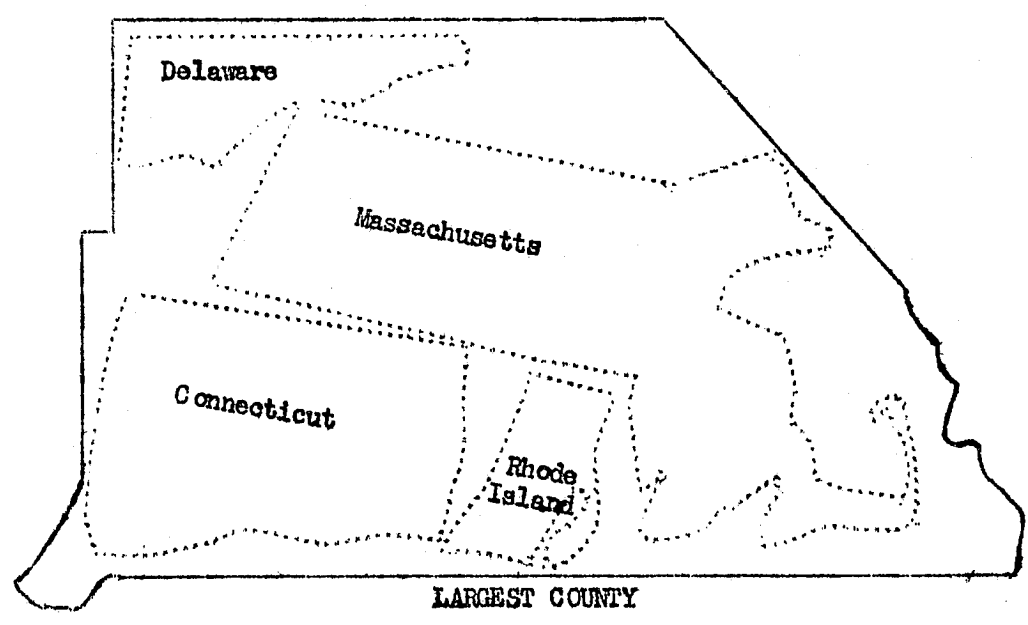 Delaware
Massachusetts
Connecticut
Rhode
Island
LARGEST COUNTY